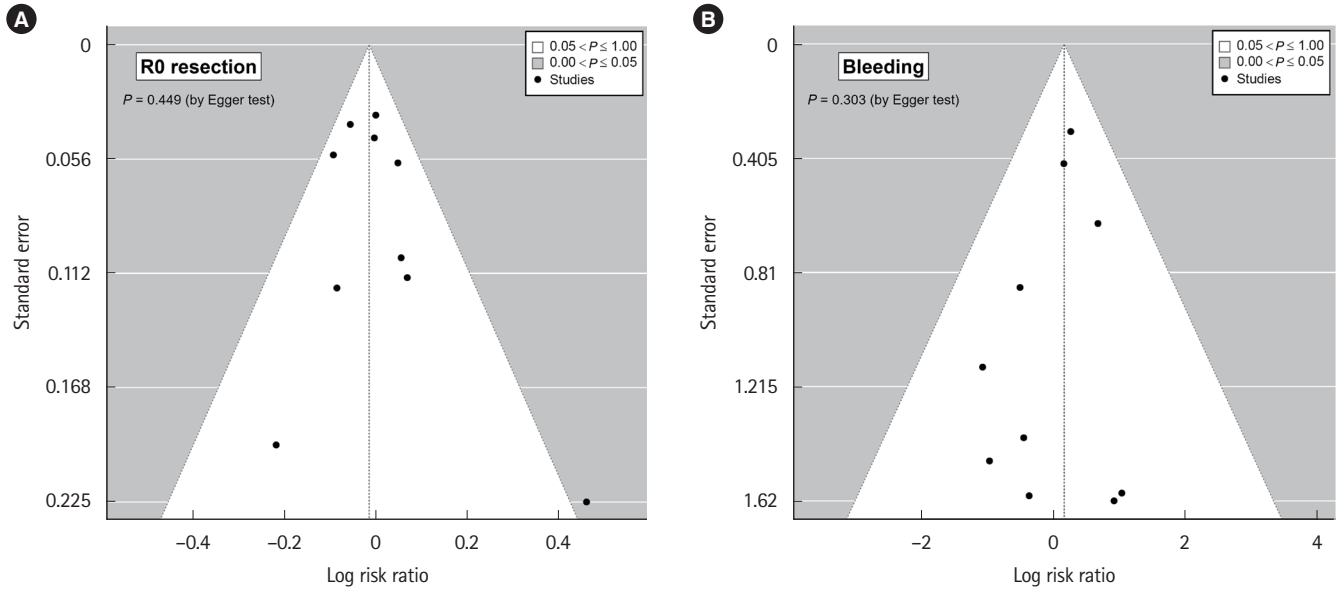 A
R0 resection
P = 0.449 (by Egger test)
0.05 < P ≤ 1.00
0.00 < P ≤ 0.05
Studies
Standard error
0
0.056
0.112
0.168
0.225
−0.4
−0.2
0
0.2
0.4
Log risk ratio
B
Bleeding
P = 0.303 (by Egger test)
0.05 < P ≤ 1.00
0.00 < P ≤ 0.05
Studies
Standard error
0
0.405
0.81
1.215
1.62
−2
0
2
4
Log risk ratio